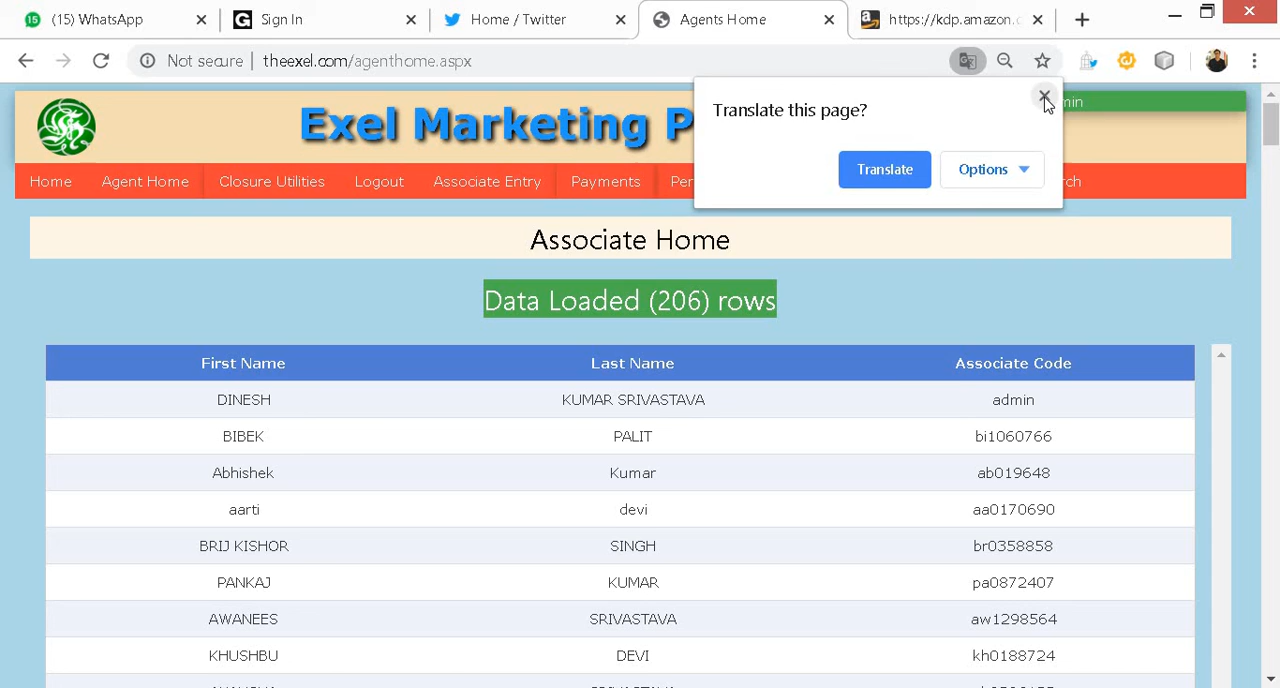 (15) WhatsApp
Sign In
Home / Twitter
Agents Home
https://kdp.amazon.c
Not secure
theexel.com/agenthome.aspx
Translate this page?
Translate
Options
Exel Marketing P
min
Home
Agent Home
Closure Utilities
Logout
Associate Entry
Payments
Per
rch
Associate Home
Data Loaded (206) rows
First Name Last Name Associate Code
DINESH KUMAR SRIVASTAVA admin
BIBEK PALIT bi1060766
Abhishek Kumar ab019648
aarti devi aa0170690
BRIJ KISHOR SINGH br0358858
PANKAJ KUMAR pa0872407
AWANEES SRIVASTAVA aw1298564
KHUSHBU DEVI kh0188724